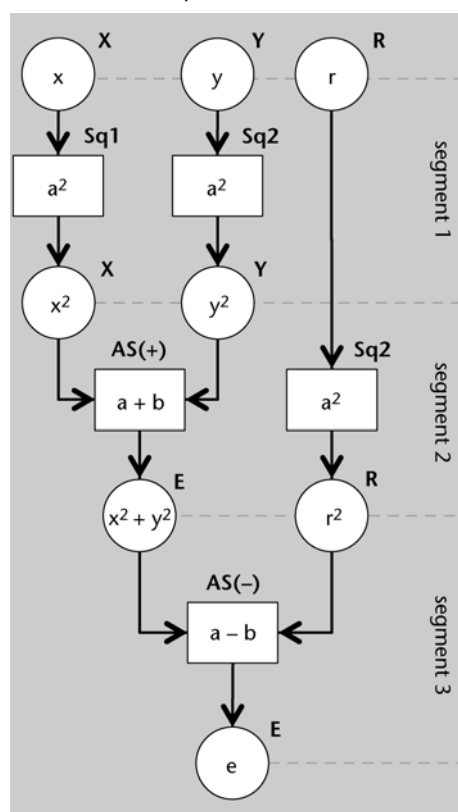 X Y R
x y r
Sq1 Sq2
a² a²
segment 1
X Y
x² y²
AS(+) Sq2
a + b a²
segment 2
E R
x² + y² r²
AS(–)
a – b
segment 3
E
e